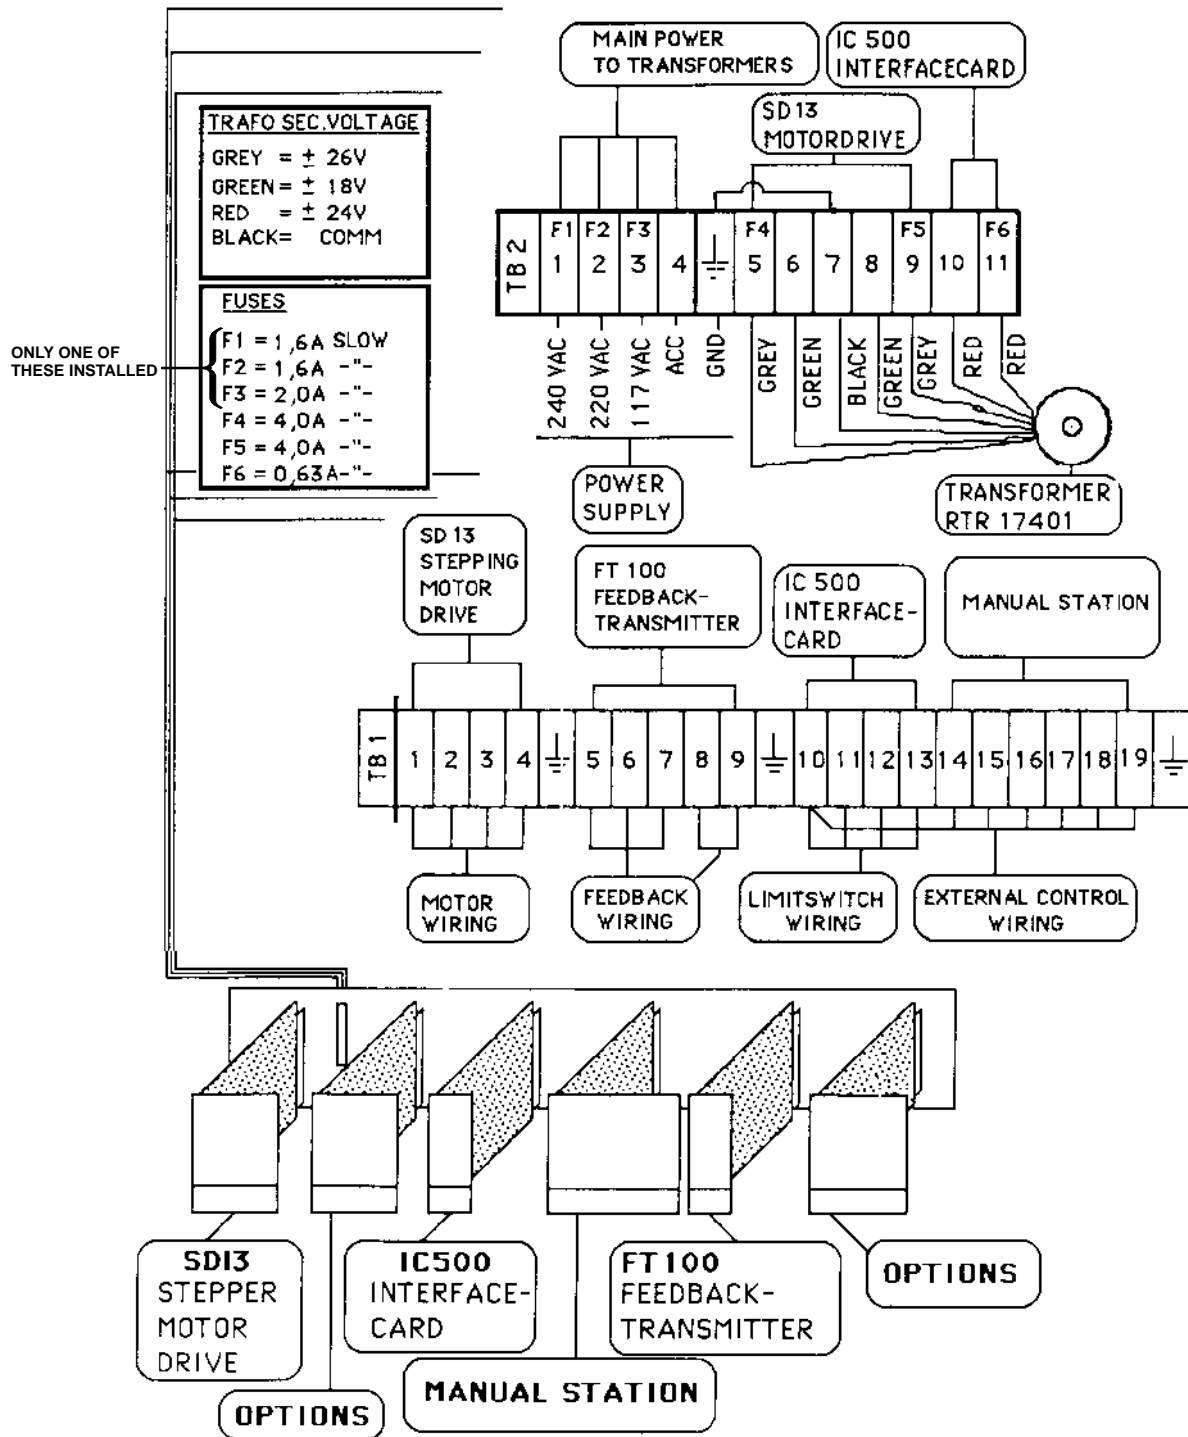 MAIN POWER
TO TRANSFORMERS
IC 500
INTERFACECARD
SD13
MOTORDRIVE
TRAFO SEC.VOLTAGE
GREY = ± 26V
GREEN = ± 18V
RED = ± 24V
BLACK= COMM
TB 2
F1 F2 F3 F4 F5 F6
1 2 3 4 5 6 7 8 9 10 11
240 VAC
220 VAC
117 VAC
ACC
GND
GREY
GREEN
BLACK
GREEN
GREY
RED
RED
FUSES
F1 = 1,6A SLOW
F2 = 1,6A -"-
F3 = 2,0A -"-
F4 = 4,0A -"-
F5 = 4,0A -"-
F6 = 0,63A-"-
ONLY ONE OF
THESE INSTALLED
POWER
SUPPLY
TRANSFORMER
RTR 17401
SD 13
STEPPING
MOTOR
DRIVE
FT 100
FEEDBACK-
TRANSMITTER
IC 500
INTERFACE-
CARD
MANUAL STATION
TB 1
1 2 3 4 5 6 7 8 9 10 11 12 13 14 15 16 17 18 19
MOTOR
WIRING
FEEDBACK
WIRING
LIMITSWITCH
WIRING
EXTERNAL CONTROL
WIRING
SD13
STEPPER
MOTOR
DRIVE
OPTIONS
IC500
INTERFACE-
CARD
MANUAL STATION
FT100
FEEDBACK-
TRANSMITTER
OPTIONS